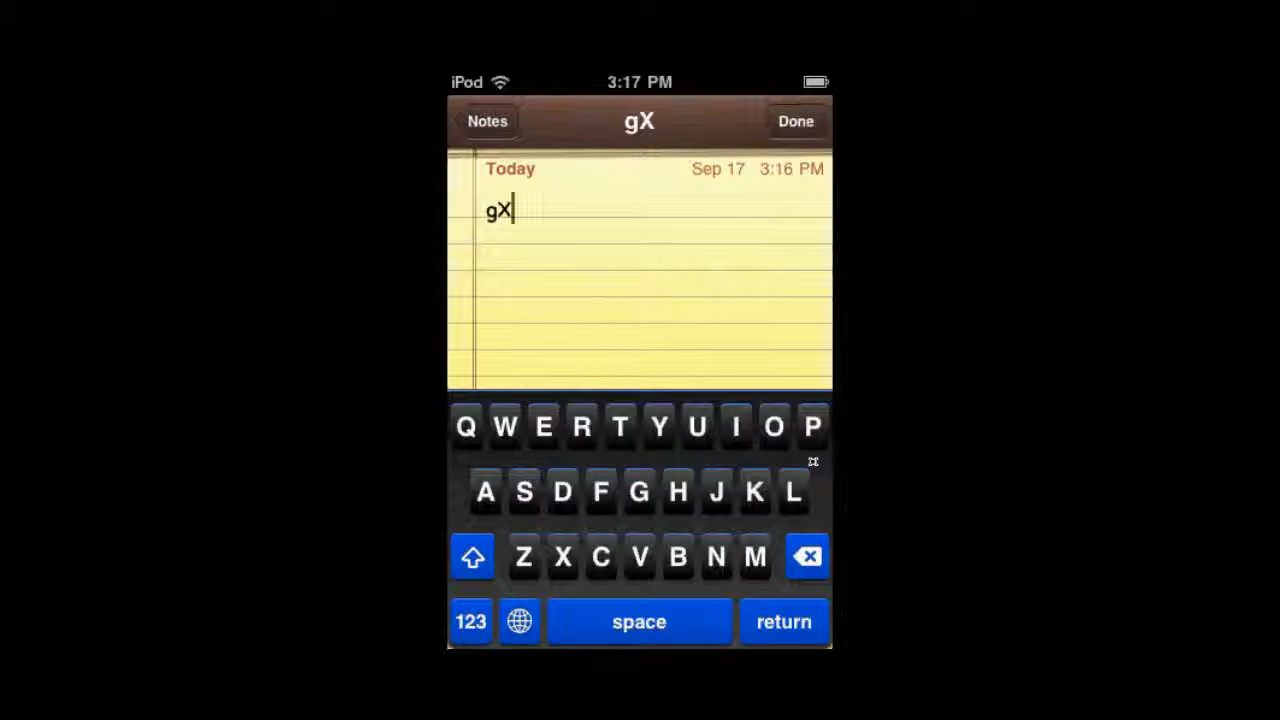 iPod 3:17 PM
Notes gX Done
Today Sep 17 3:16 PM
gX
Q W E R T Y U I O P
A S D F G H J K L
Z X C V B N M
123 space return